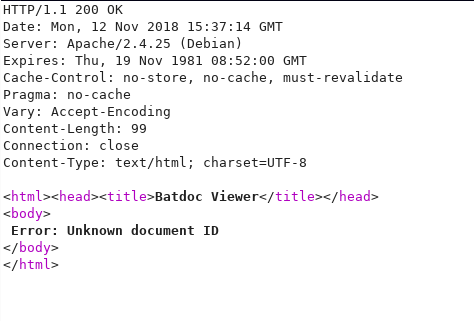 HTTP/1.1 200 OK
Date: Mon, 12 Nov 2018 15:37:14 GMT
Server: Apache/2.4.25 (Debian)
Expires: Thu, 19 Nov 1981 08:52:00 GMT
Cache-Control: no-store, no-cache, must-revalidate
Pragma: no-cache
Vary: Accept-Encoding
Content-Length: 99
Connection: close
Content-Type: text/html; charset=UTF-8

<html><head><title>Batdoc Viewer</title></head>
<body>
 Error: Unknown document ID
</body>
</html>